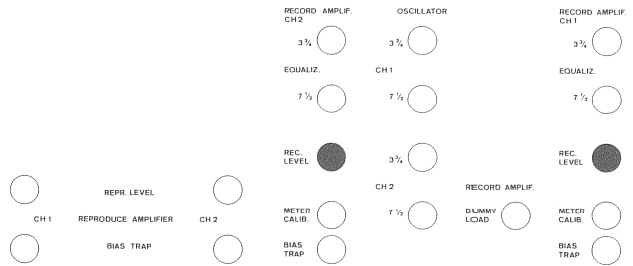 RECORD AMPLIF. OSCILLATOR RECORD AMPLIF.
CH 2 CH 1
3 ¾ 3 ¾ 3 ¾
EQUALIZ. CH 1 EQUALIZ.
7 ½ 7 ½ 7 ½
REC. LEVEL 3 ¾ REC. LEVEL
REPR. LEVEL CH 2 RECORD AMPLIF.
CH 1 REPRODUCE AMPLIFIER CH 2 METER CALIB. 7 ½ DUMMY LOAD METER CALIB.
BIAS TRAP BIAS TRAP BIAS TRAP